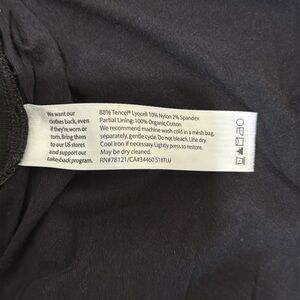 We want our
clothes back, even
if they're worn or
torn. Bring them
to our US stores
and support our
take-back program.
88% Tencel® Lyocell 10% Nylon 2% Spandex
Partial Lining: 100% Organic Cotton
We recommend machine wash cold in a mesh bag,
separately, gentle cycle. Do not bleach. Line dry.
Cool iron if necessary. Lightly press to restore.
May be dry cleaned.
RN#78121/CA#34460 S18TLU